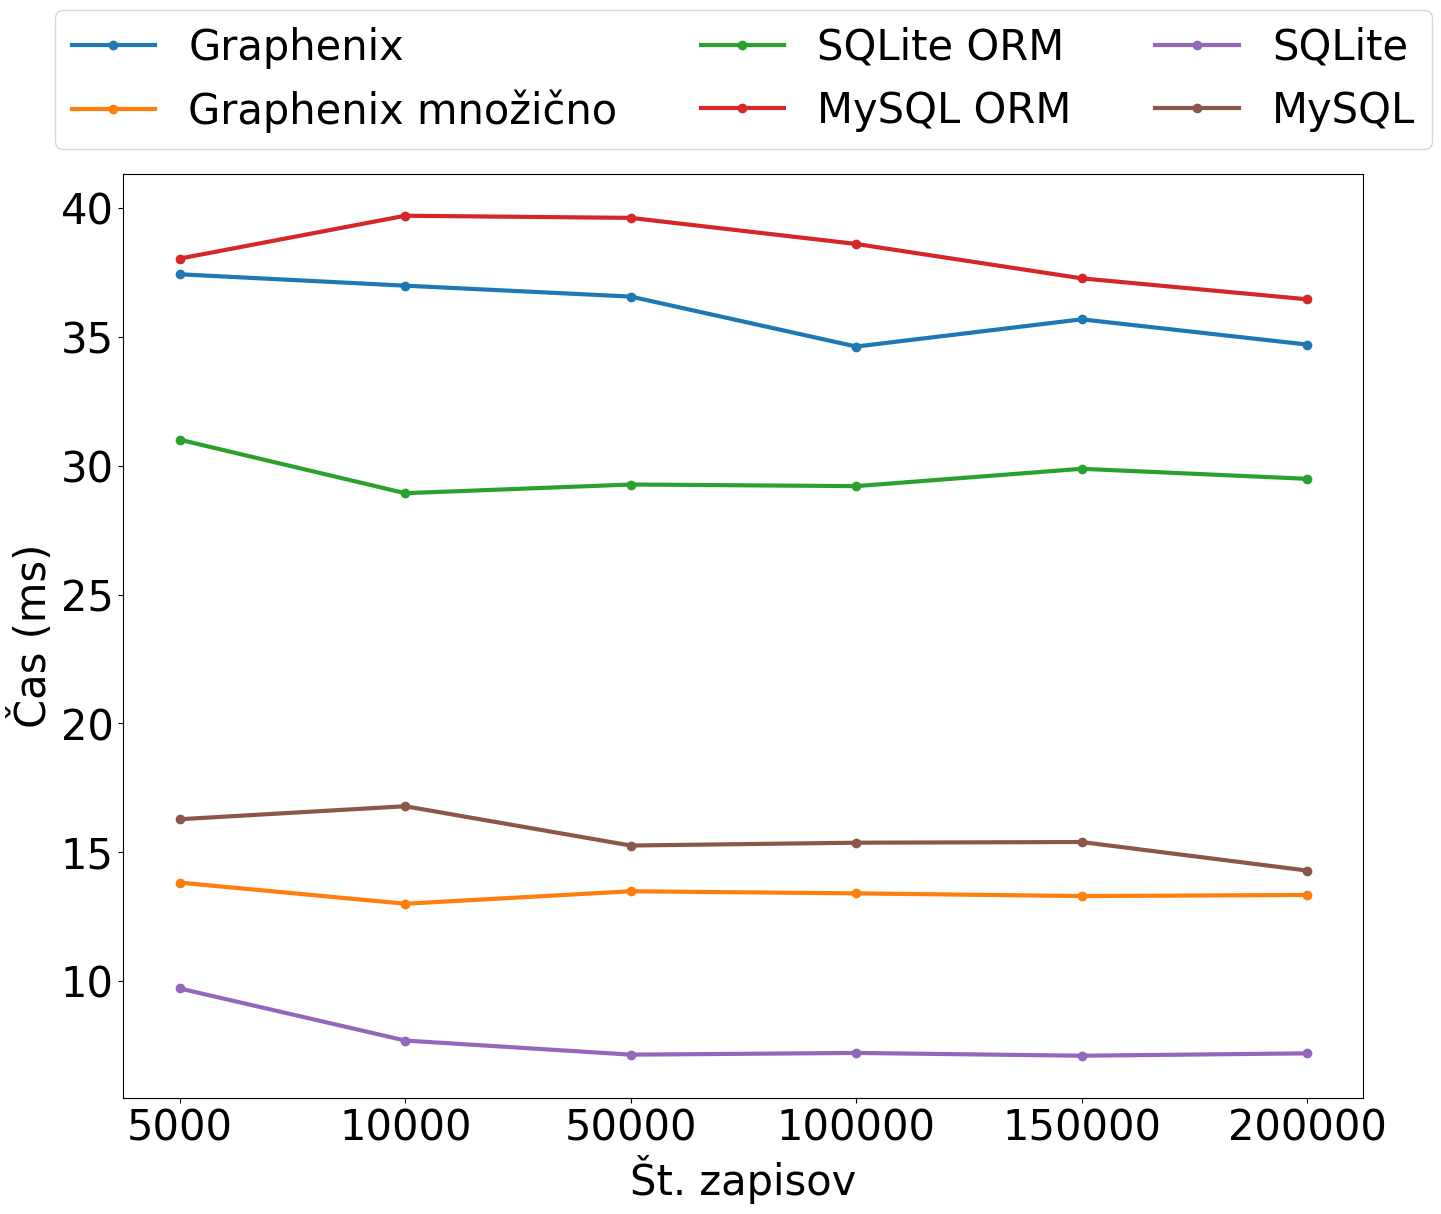 Graphenix
SQLite ORM
SQLite
Graphenix množično
MySQL ORM
MySQL
40
35
30
25
20
15
10
Čas (ms)
5000
10000
50000
100000
150000
200000
Št. zapisov